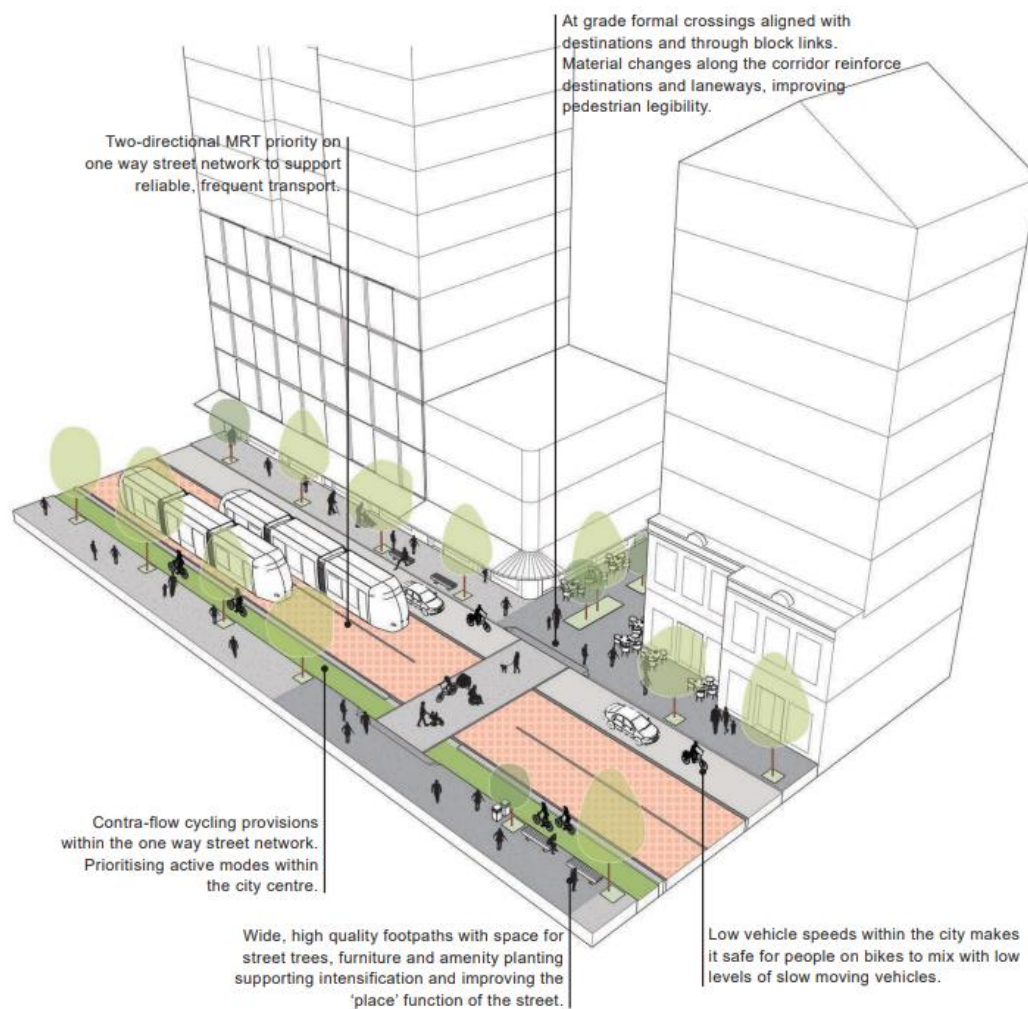 At grade formal crossings aligned with
destinations and through block links.
Material changes along the corridor reinforce
destinations and laneways, improving
pedestrian legibility.
Two-directional MRT priority on
one way street network to support
reliable, frequent transport.
Contra-flow cycling provisions
within the one way street network.
Prioritising active modes within
the city centre.
Wide, high quality footpaths with space for
street trees, furniture and amenity planting
supporting intensification and improving the
'place' function of the street.
Low vehicle speeds within the city makes
it safe for people on bikes to mix with low
levels of slow moving vehicles.